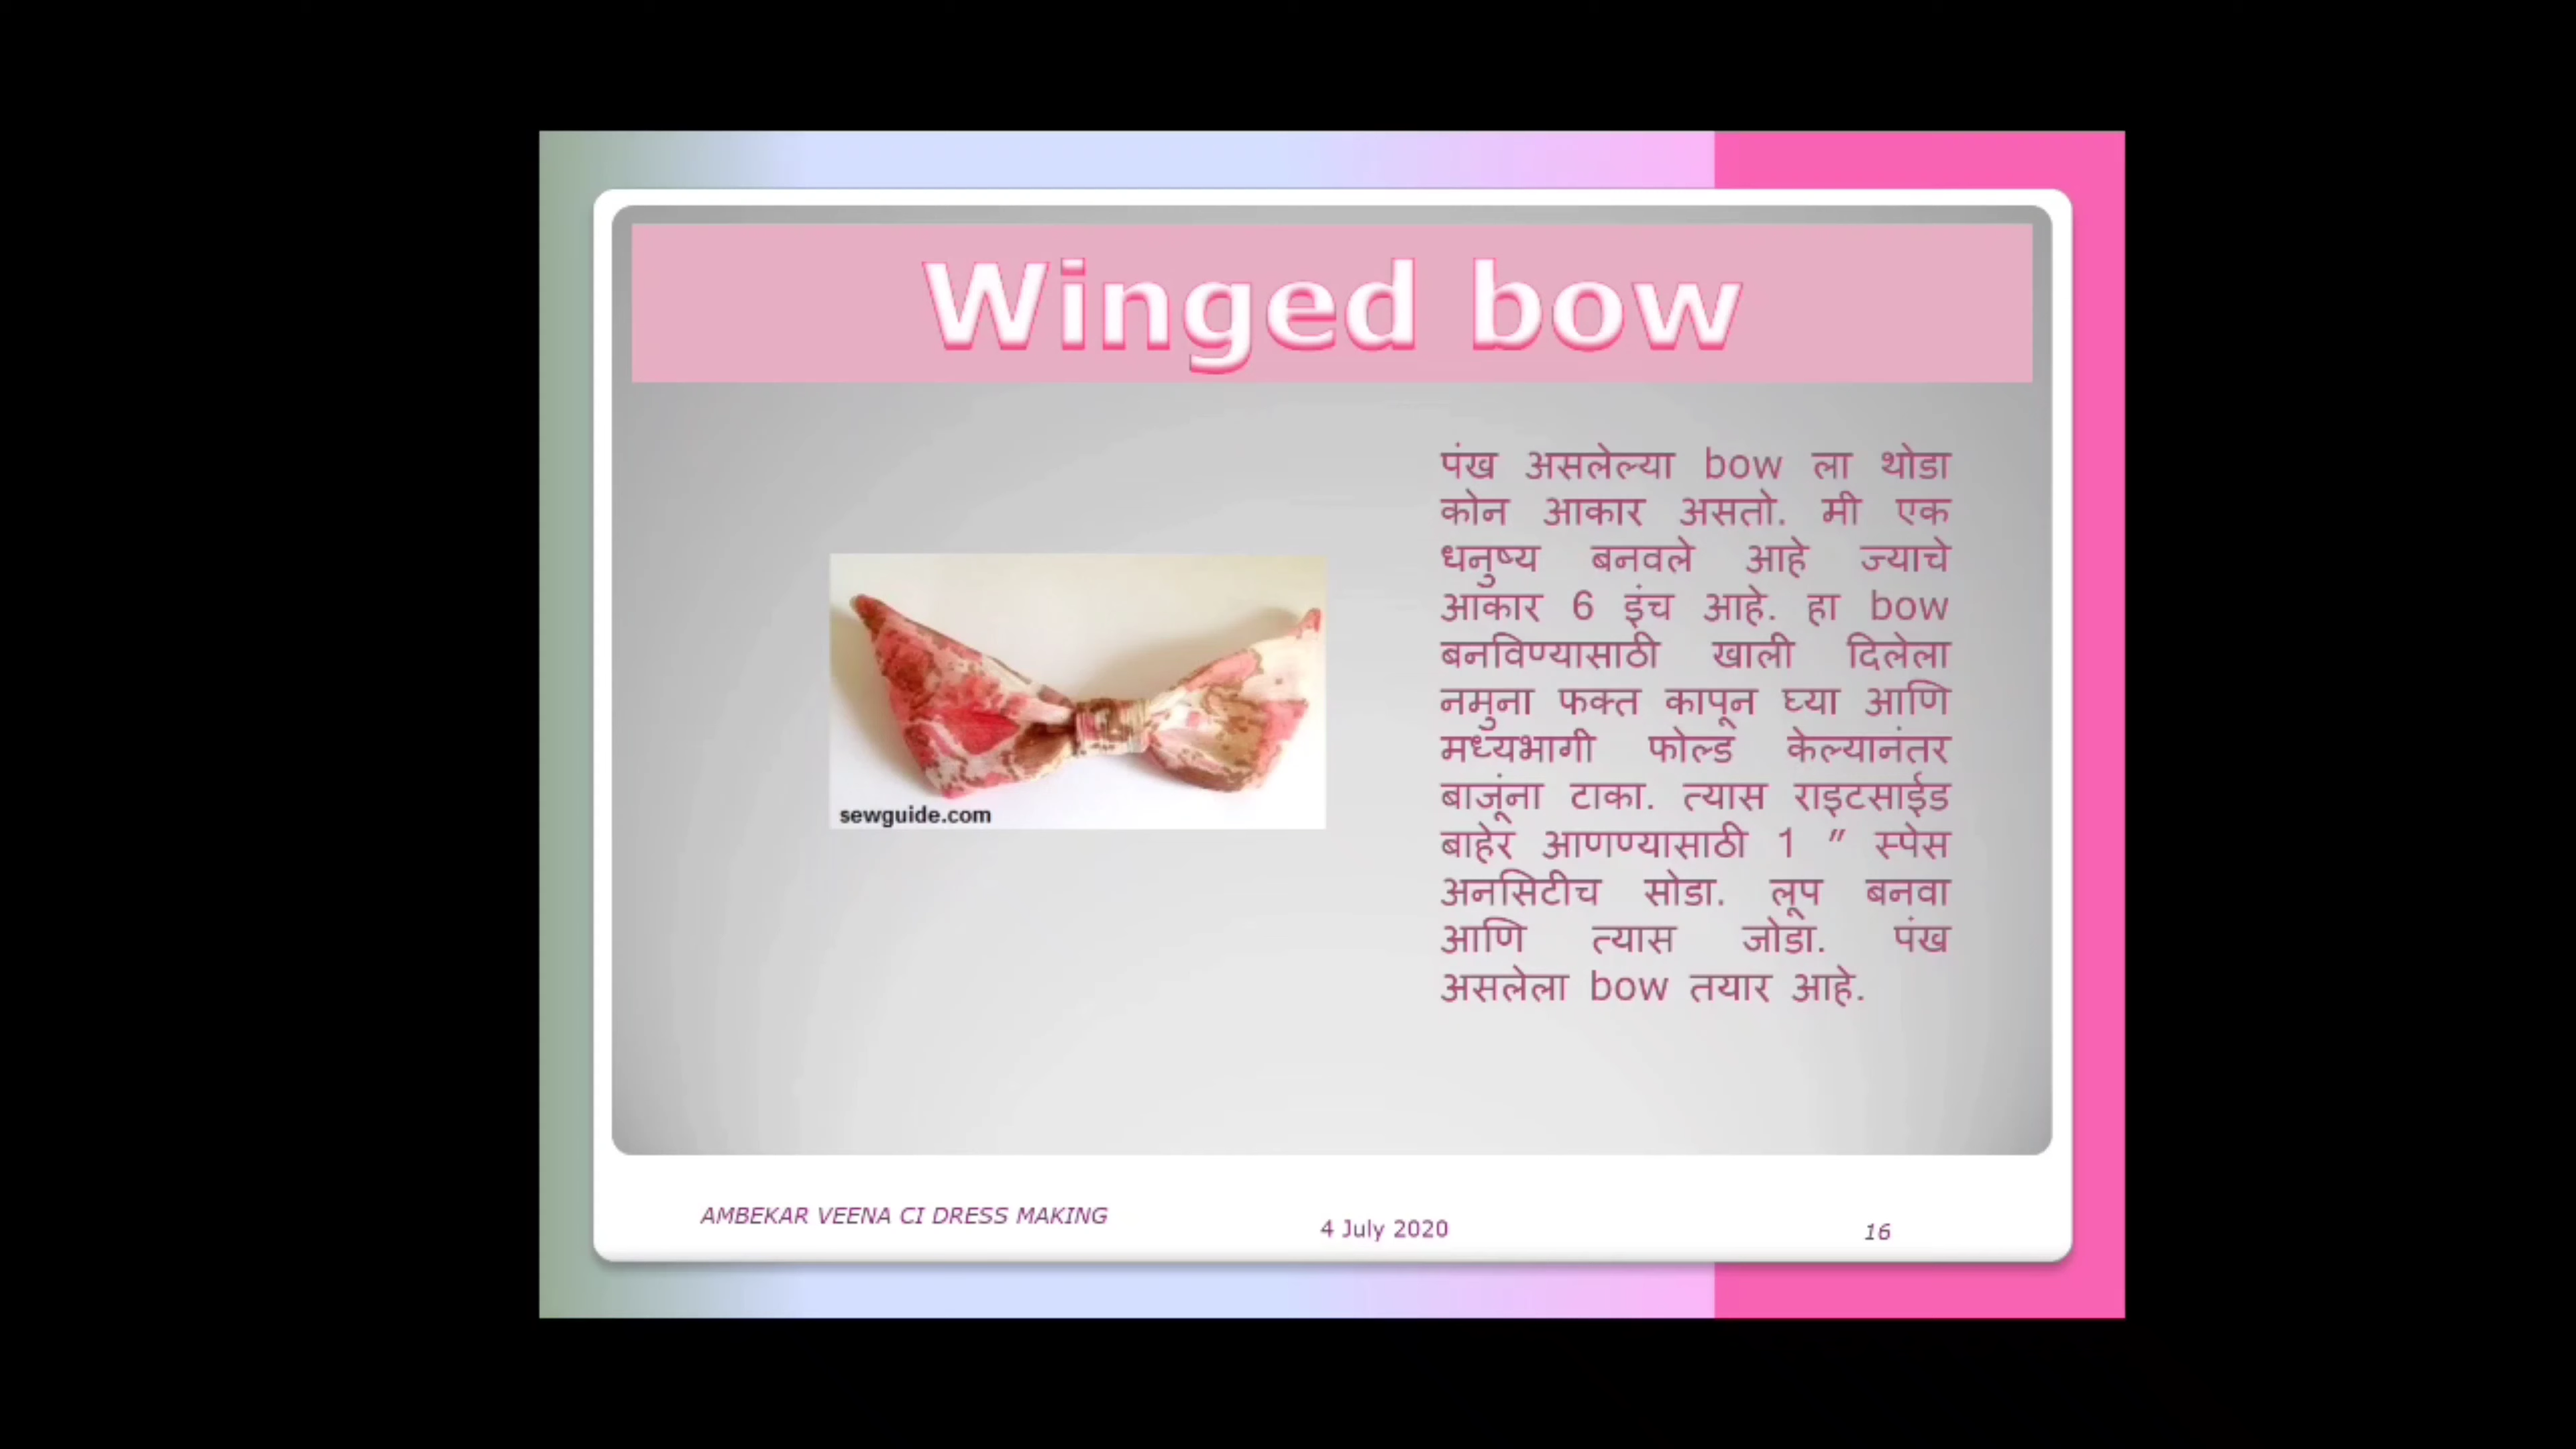 Winged bow
पंख असलेल्या bow ला थोडा
कोन आकार असतो. मी एक
धनुष्य बनवले आहे ज्याचे
आकार 6 इंच आहे. हा bow
बनविण्यासाठी खाली दिलेला
नमुना फक्त कापून घ्या आणि
मध्यभागी फोल्ड केल्यानंतर
बाजूंना टाका. त्यास राइटसाईड
बाहेर आणण्यासाठी 1 ″ स्पेस
अनसिटीच सोडा. लूप बनवा
आणि त्यास जोडा. पंख
असलेला bow तयार आहे.
sewguide.com
AMBEKAR VEENA CI DRESS MAKING
4 July 2020
16